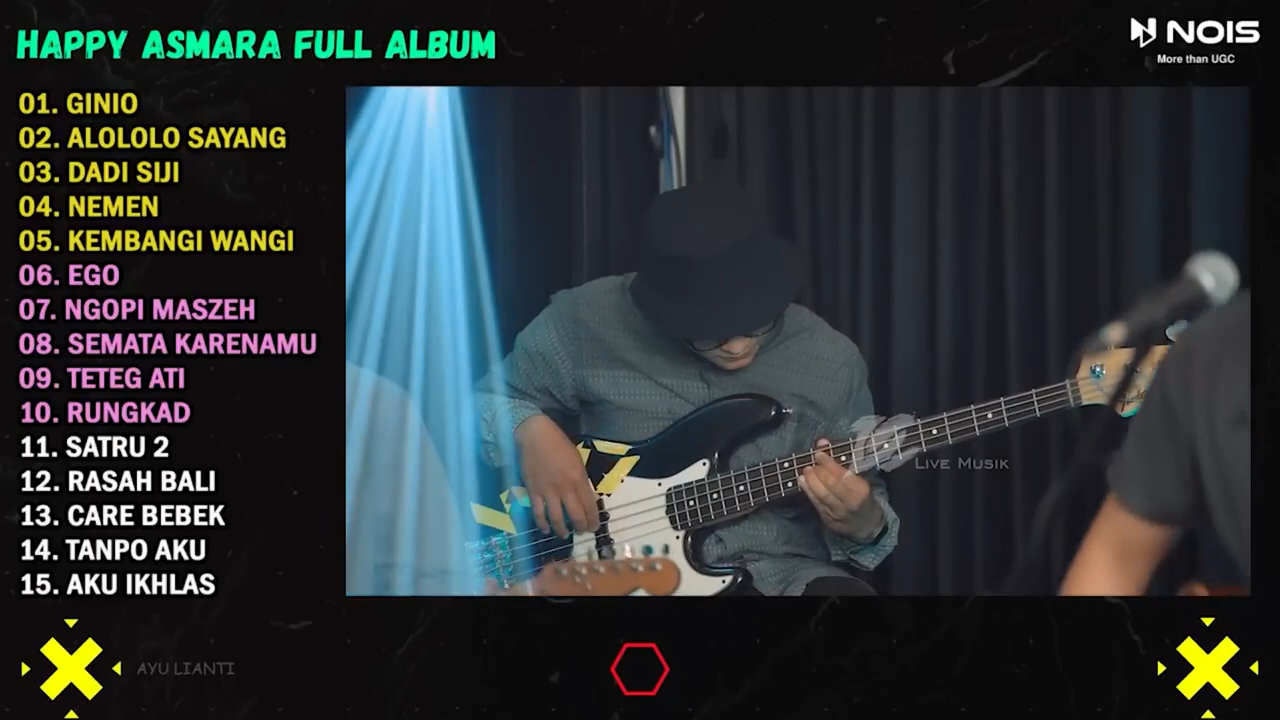 HAPPY ASMARA FULL ALBUM
NOIS
More than UGC
01. GINIO
02. ALOLOLO SAYANG
03. DADI SIJI
04. NEMEN
05. KEMBANGI WANGI
06. EGO
07. NGOPI MASZEH
08. SEMATA KARENAMU
09. TETEG ATI
10. RUNGKAD
11. SATRU 2
12. RASAH BALI
13. CARE BEBEK
14. TANPO AKU
15. AKU IKHLAS
LIVE MUSIK
AYU LIANTI